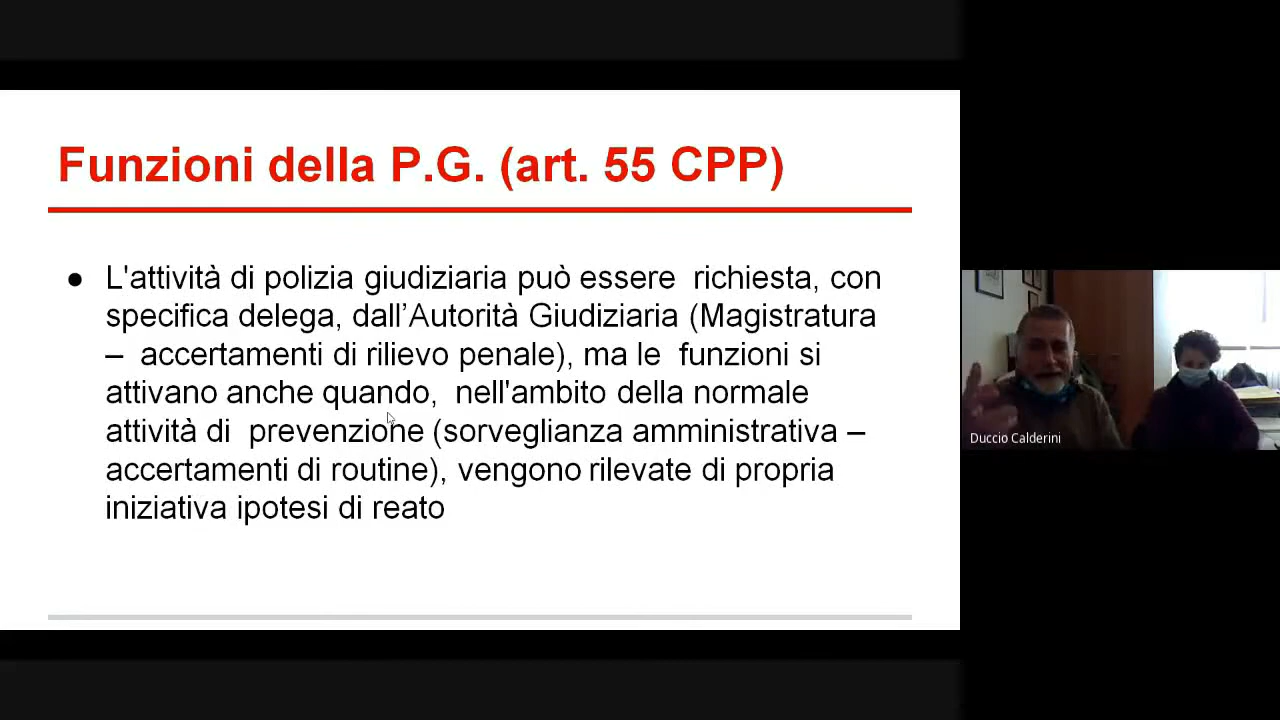 Funzioni della P.G. (art. 55 CPP)
● L'attività di polizia giudiziaria può essere  richiesta, con
specifica delega, dall’Autorità Giudiziaria (Magistratura
–  accertamenti di rilievo penale), ma le  funzioni si
attivano anche quando,  nell'ambito della normale
attività di  prevenzione (sorveglianza amministrativa –
accertamenti di routine), vengono rilevate di propria
iniziativa ipotesi di reato
Duccio Calderini